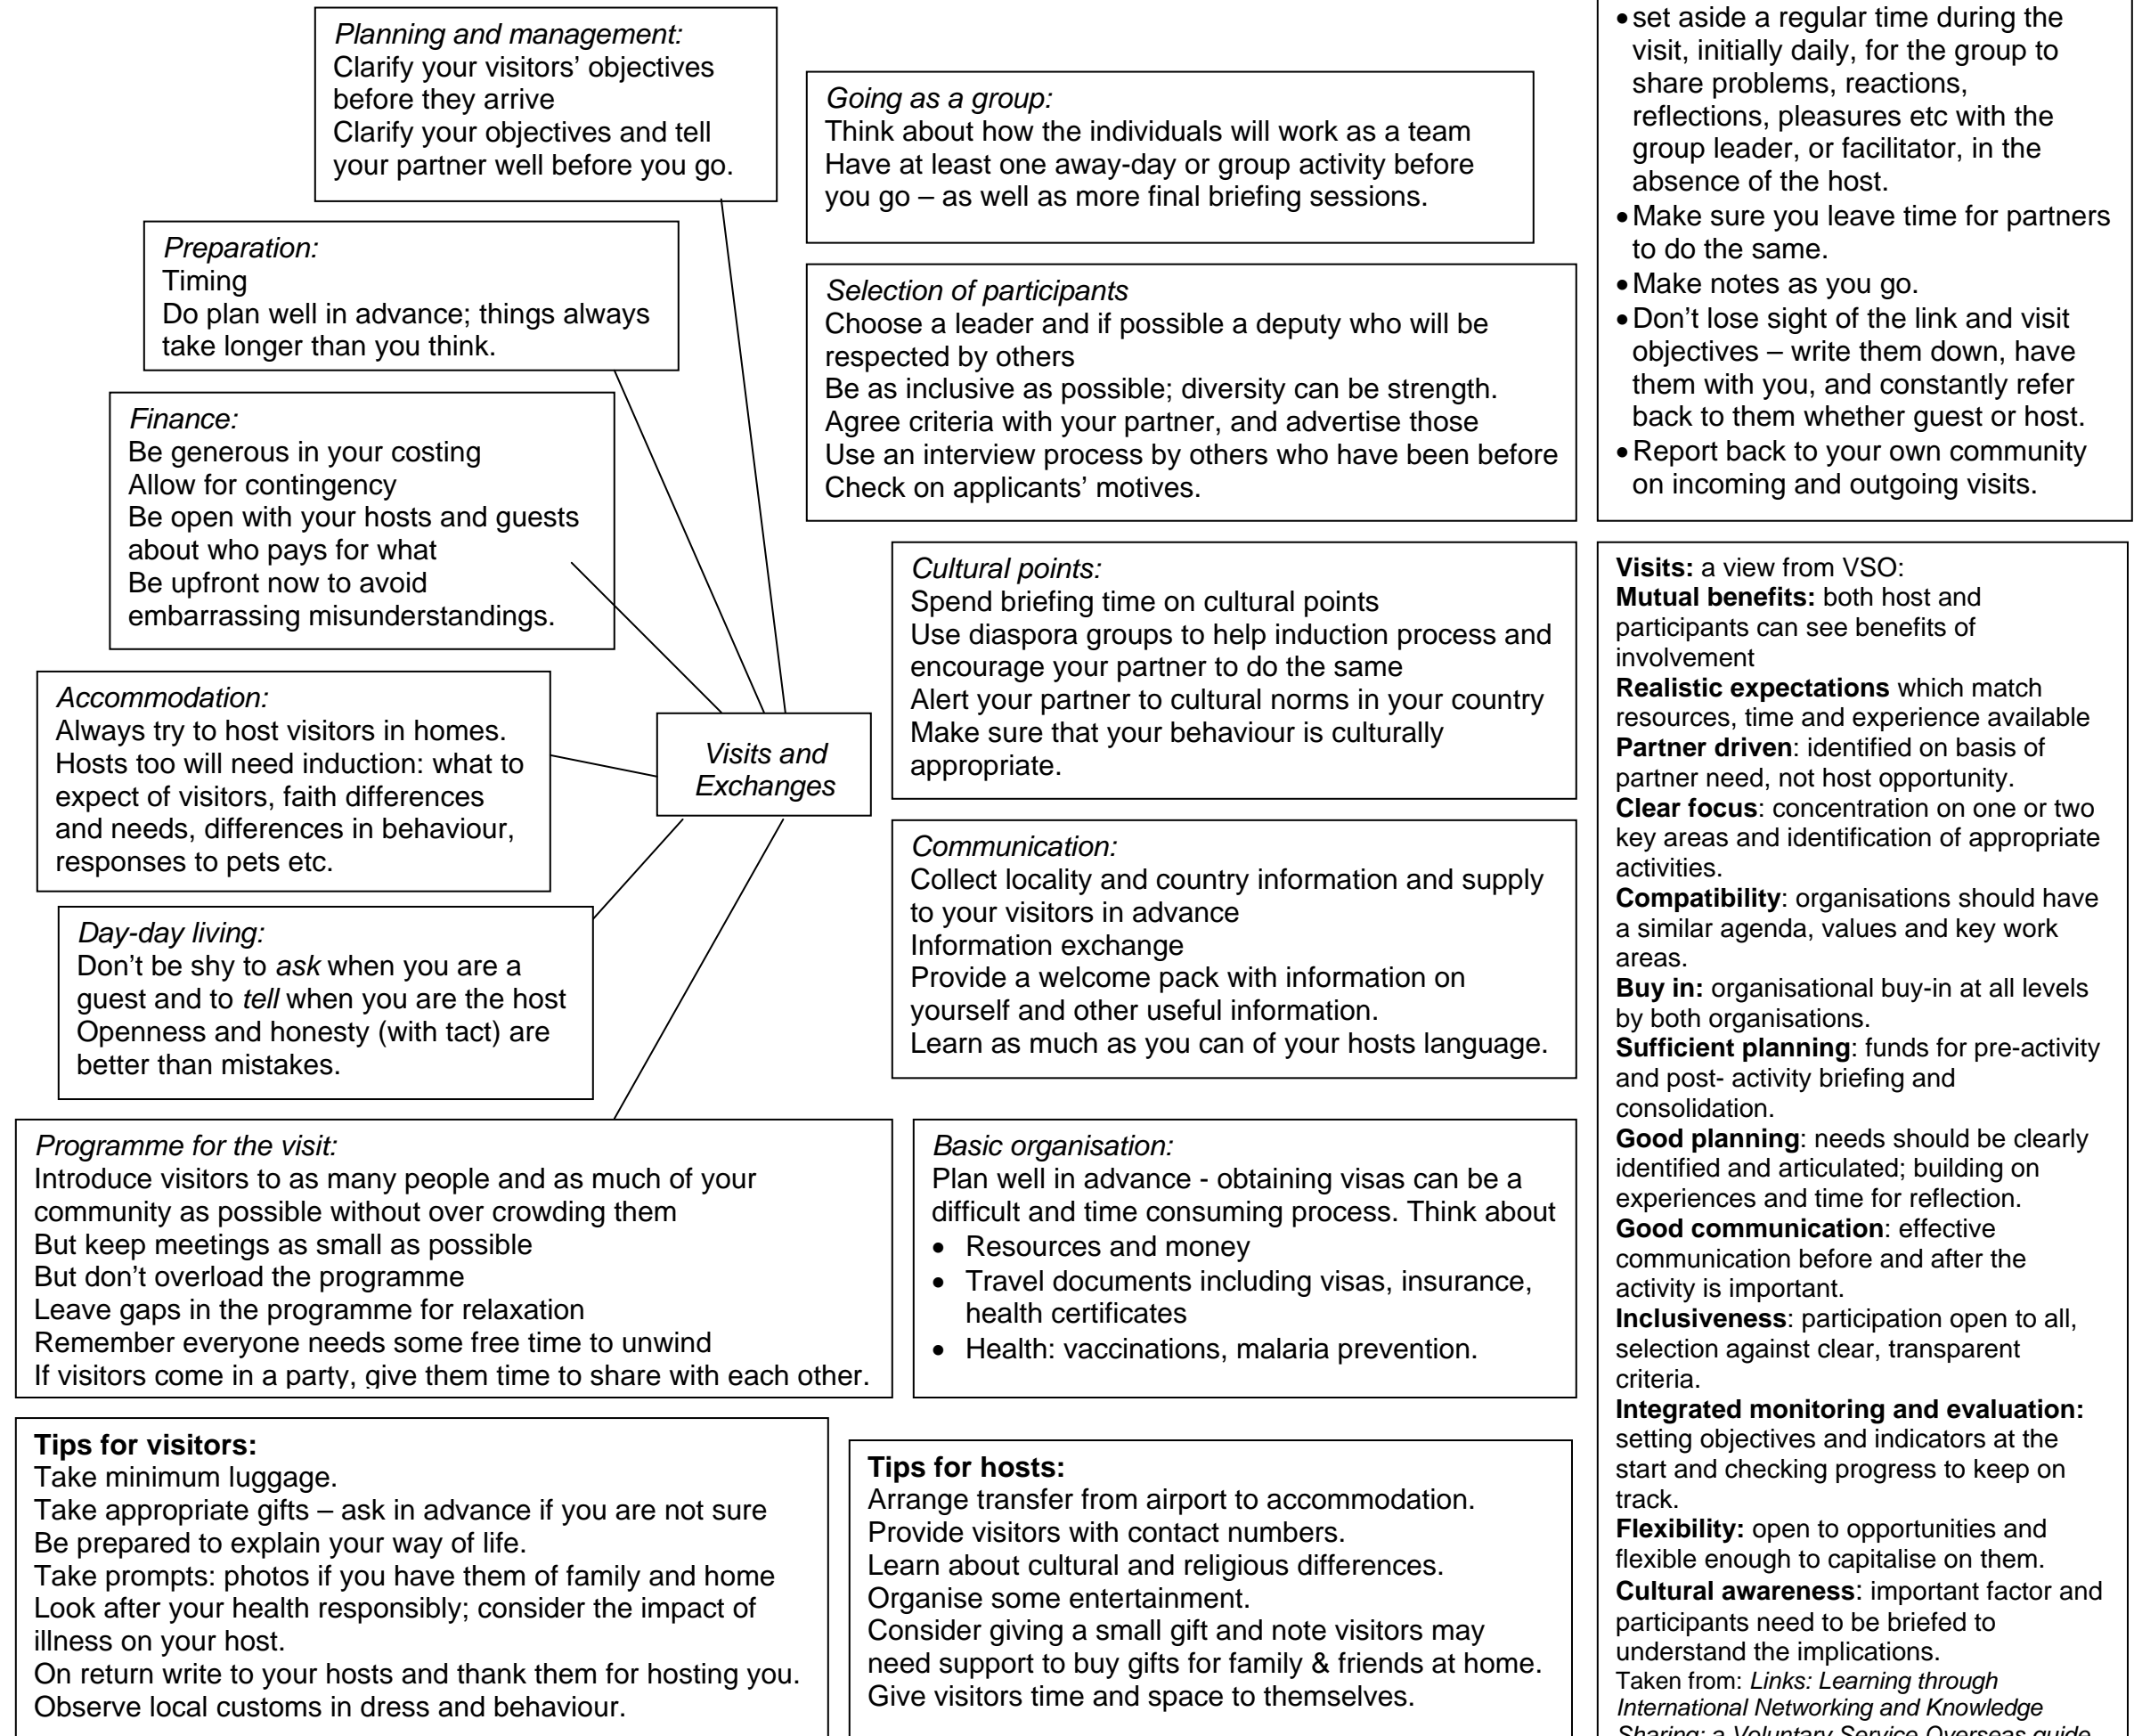 Planning and management:
Clarify your visitors’ objectives
before they arrive
Clarify your objectives and tell
your partner well before you go.
Preparation:
Timing
Do plan well in advance; things always
take longer than you think.
Finance:
Be generous in your costing
Allow for contingency
Be open with your hosts and guests
about who pays for what
Be upfront now to avoid
embarrassing misunderstandings.
Accommodation:
Always try to host visitors in homes.
Hosts too will need induction: what to
expect of visitors, faith differences
and needs, differences in behaviour,
responses to pets etc.
Visits and
Exchanges
Day-day living:
Don’t be shy to ask when you are a
guest and to tell when you are the host
Openness and honesty (with tact) are
better than mistakes.
Programme for the visit:
Introduce visitors to as many people and as much of your
community as possible without over crowding them
But keep meetings as small as possible
But don’t overload the programme
Leave gaps in the programme for relaxation
Remember everyone needs some free time to unwind
If visitors come in a party, give them time to share with each other.
Tips for visitors:
Take minimum luggage.
Take appropriate gifts – ask in advance if you are not sure
Be prepared to explain your way of life.
Take prompts: photos if you have them of family and home
Look after your health responsibly; consider the impact of
illness on your host.
On return write to your hosts and thank them for hosting you.
Observe local customs in dress and behaviour.
Going as a group:
Think about how the individuals will work as a team
Have at least one away-day or group activity before
you go – as well as more final briefing sessions.
Selection of participants
Choose a leader and if possible a deputy who will be
respected by others
Be as inclusive as possible; diversity can be strength.
Agree criteria with your partner, and advertise those
Use an interview process by others who have been before
Check on applicants’ motives.
Cultural points:
Spend briefing time on cultural points
Use diaspora groups to help induction process and
encourage your partner to do the same
Alert your partner to cultural norms in your country
Make sure that your behaviour is culturally
appropriate.
Communication:
Collect locality and country information and supply
to your visitors in advance
Information exchange
Provide a welcome pack with information on
yourself and other useful information.
Learn as much as you can of your hosts language.
Basic organisation:
Plan well in advance - obtaining visas can be a
difficult and time consuming process. Think about
• Resources and money
• Travel documents including visas, insurance,
health certificates
• Health: vaccinations, malaria prevention.
Tips for hosts:
Arrange transfer from airport to accommodation.
Provide visitors with contact numbers.
Learn about cultural and religious differences.
Organise some entertainment.
Consider giving a small gift and note visitors may
need support to buy gifts for family & friends at home.
Give visitors time and space to themselves.
• set aside a regular time during the
visit, initially daily, for the group to
share problems, reactions,
reflections, pleasures etc with the
group leader, or facilitator, in the
absence of the host.
• Make sure you leave time for partners
to do the same.
• Make notes as you go.
• Don’t lose sight of the link and visit
objectives – write them down, have
them with you, and constantly refer
back to them whether guest or host.
• Report back to your own community
on incoming and outgoing visits.
Visits: a view from VSO:
Mutual benefits: both host and
participants can see benefits of
involvement
Realistic expectations which match
resources, time and experience available
Partner driven: identified on basis of
partner need, not host opportunity.
Clear focus: concentration on one or two
key areas and identification of appropriate
activities.
Compatibility: organisations should have
a similar agenda, values and key work
areas.
Buy in: organisational buy-in at all levels
by both organisations.
Sufficient planning: funds for pre-activity
and post- activity briefing and
consolidation.
Good planning: needs should be clearly
identified and articulated; building on
experiences and time for reflection.
Good communication: effective
communication before and after the
activity is important.
Inclusiveness: participation open to all,
selection against clear, transparent
criteria.
Integrated monitoring and evaluation:
setting objectives and indicators at the
start and checking progress to keep on
track.
Flexibility: open to opportunities and
flexible enough to capitalise on them.
Cultural awareness: important factor and
participants need to be briefed to
understand the implications.
Taken from: Links: Learning through
International Networking and Knowledge
Sharing: a Voluntary Service Overseas guide